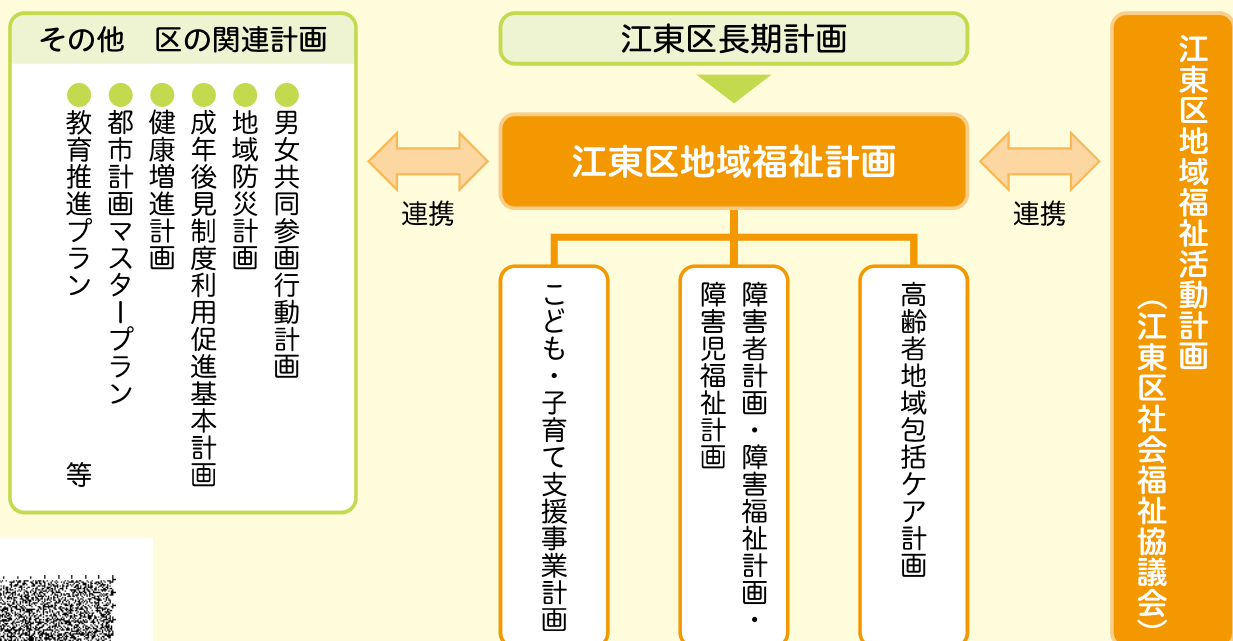 その他　区の関連計画
男女共同参画行動計画
地域防災計画
成年後見制度利用促進基本計画
健康増進計画
都市計画マスタープラン
教育推進プラン　等
江東区長期計画
江東区地域福祉計画
連携
連携
高齢者地域包括ケア計画
障害者計画・障害福祉計画・
障害児福祉計画
こども・子育て支援事業計画
江東区地域福祉活動計画
（江東区社会福祉協議会）